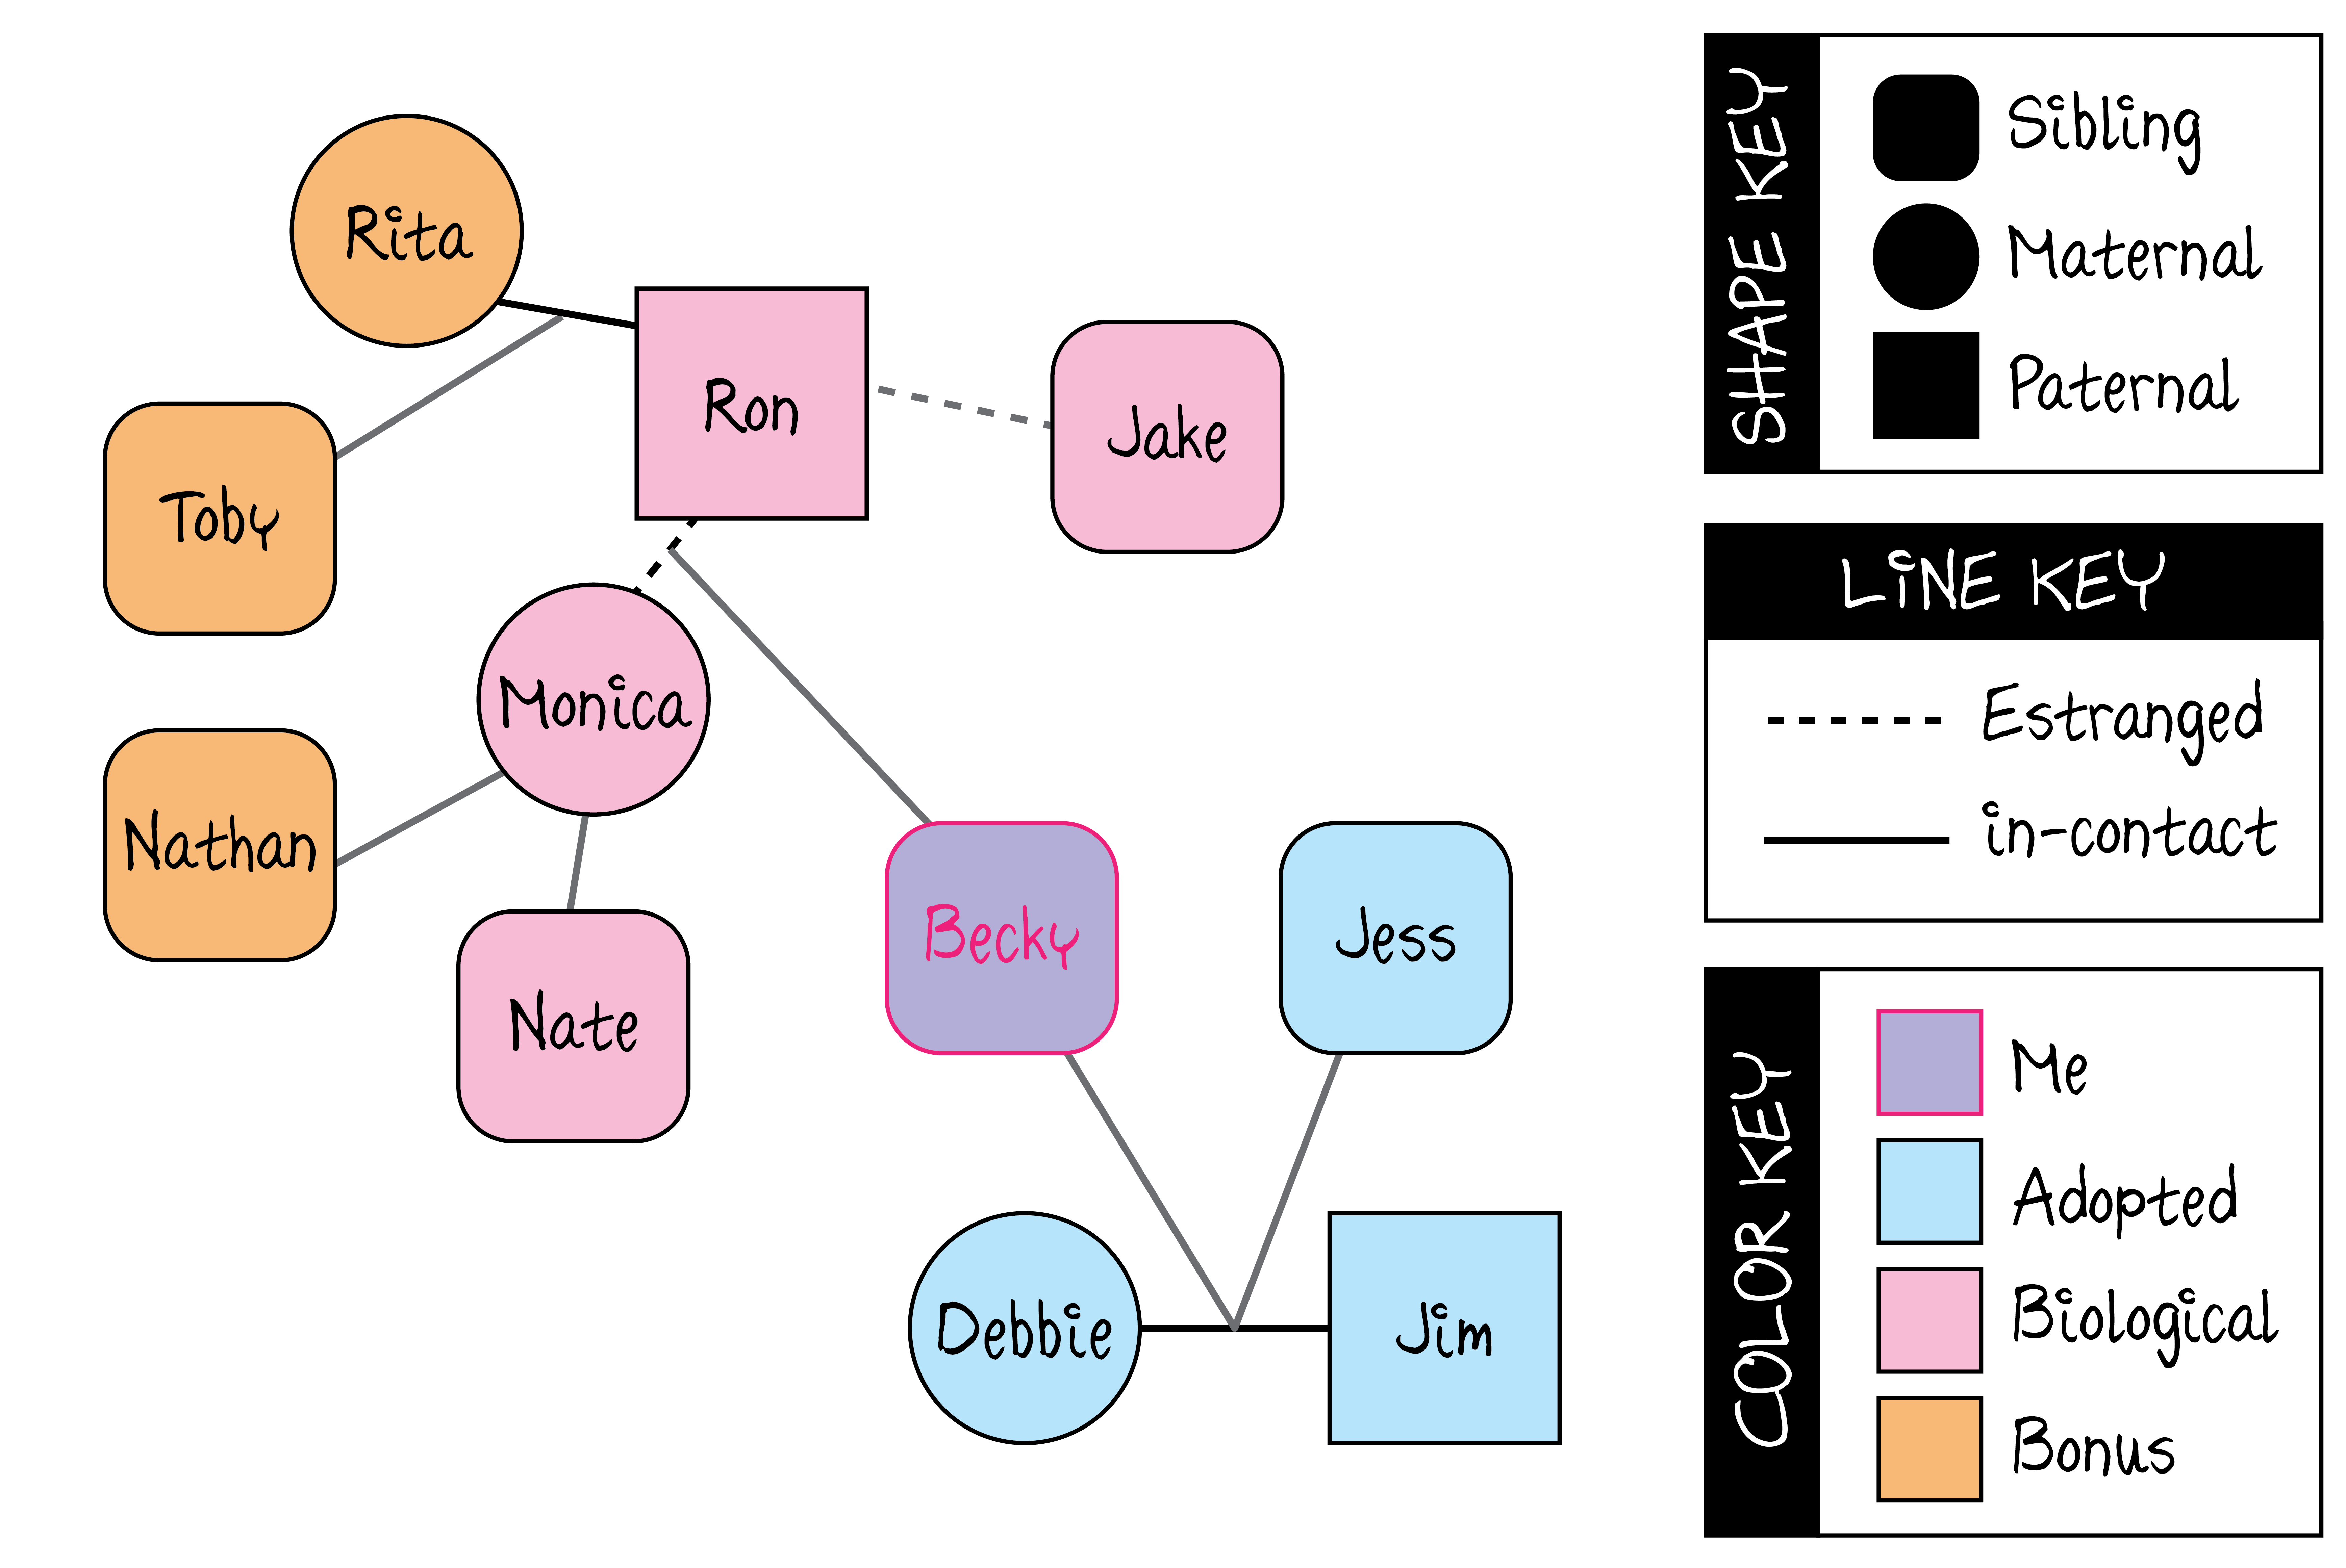 Rita
Ron
Jake
Toby
Monica
Nathan
Becky
Jess
Nate
Debbie
Jim
SHAPE KEY
Sibling
Maternal
Paternal
LiNE KEY
Estranged
in-contact
COLOR KEY
Me
Adopted
Biological
Bonus